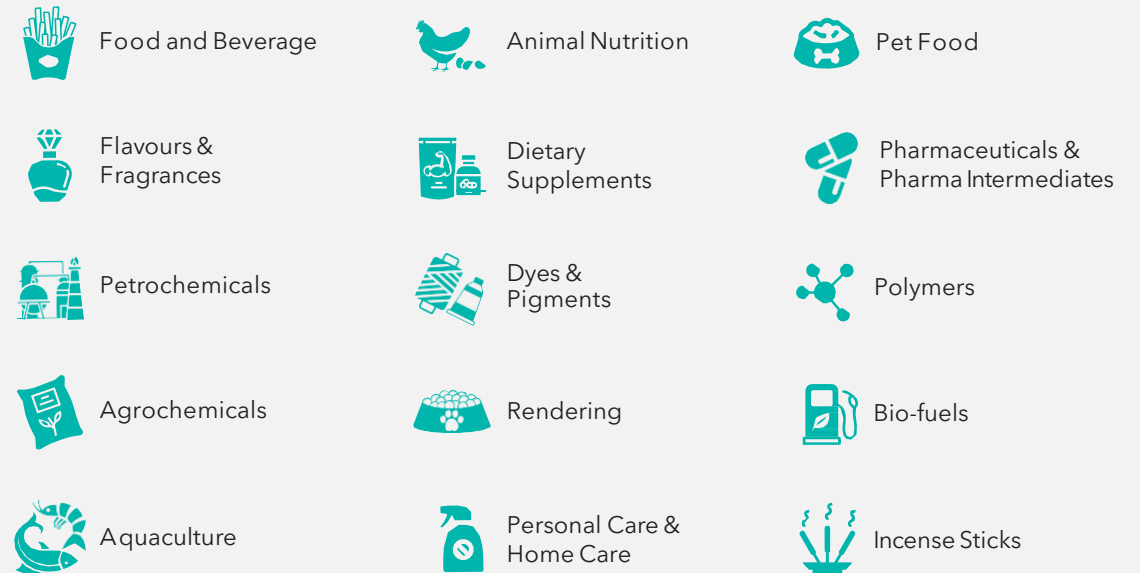 Food and Beverage
Animal Nutrition
Pet Food
Flavours &
Fragrances
Dietary
Supplements
Pharmaceuticals &
Pharma Intermediates
Petrochemicals
Dyes &
Pigments
Polymers
Agrochemicals
Rendering
Bio-fuels
Aquaculture
Personal Care &
Home Care
Incense Sticks